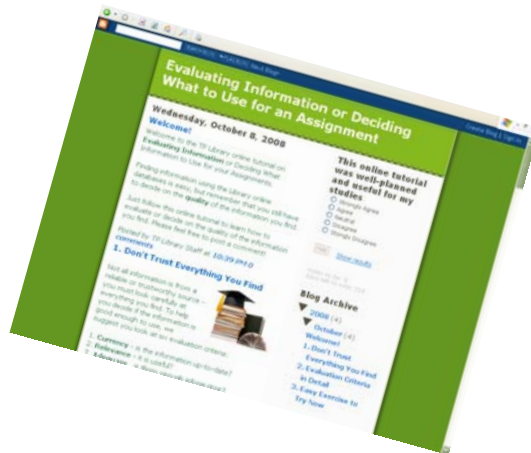 Create Blog | Sign In
Evaluating Information or Deciding
What to Use for an Assignment
Wednesday, October 8, 2008
Welcome!
Welcome to the TP Library online tutorial on
Evaluating Information or Deciding What
Information to Use for your Assignments.
Finding information using the Library online
databases is easy, but remember that you still have
to decide on the quality of the information you find.
Just follow this online tutorial to learn how to
evaluate or decide on the quality of the information
you find. Please feel free to post a comment!
Posted by TP Library Staff at 10:39 PM 0
comments
1. Don't Trust Everything You Find
Not all information is from a
reliable or trustworthy source -
you must look carefully at
everything you find. To help
you decide if the information is
good enough to use, we
suggest you look at an evaluation criteria.
1. Currency - is the information up-to-date?
2. Relevance - it is useful?
This online tutorial
was well-planned
and useful for my
studies
Strongly Agree
Agree
Neutral
Disagree
Strongly Disagree
Show results
Blog Archive
2008 (4)
October (4)
Welcome!
1. Don't Trust
Everything You Find
2. Evaluation Criteria
in Detail
3. Easy Exercise to
Try Now